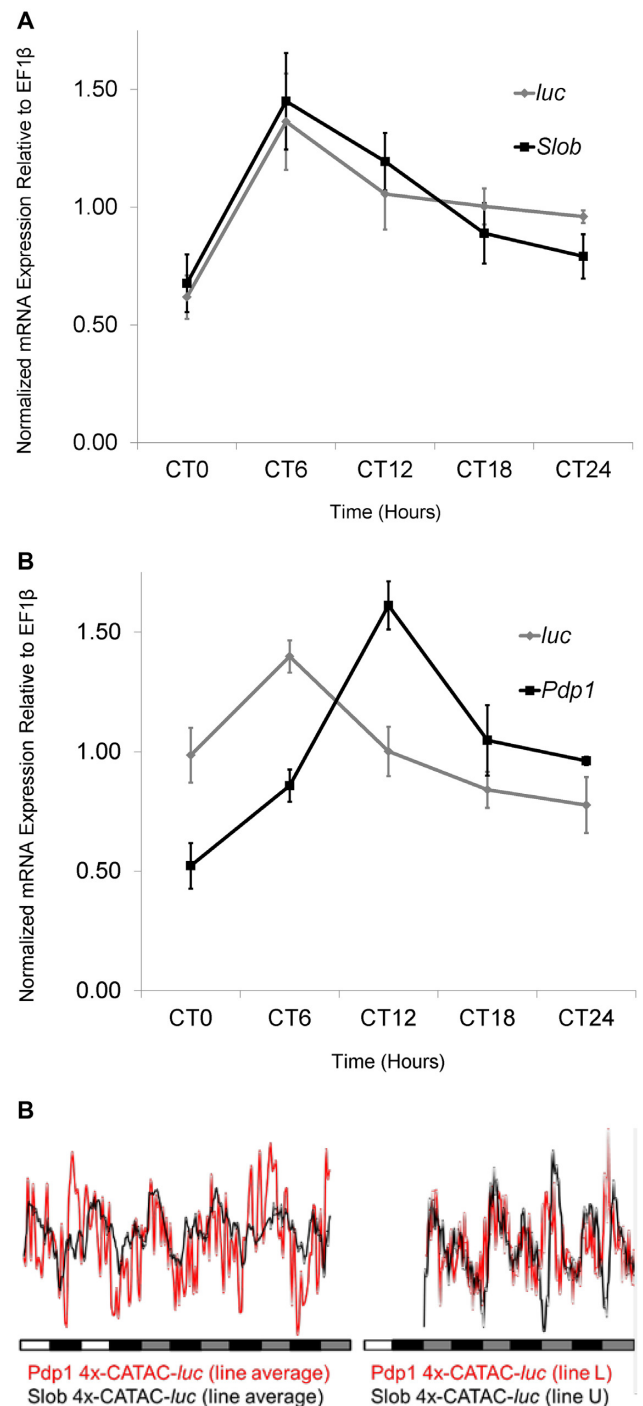 A
Normalized mRNA Expression Relative to EF1β
1.50
1.00
0.50
0.00
luc
Slob
CT0 CT6 CT12 CT18 CT24
Time (Hours)
B
Normalized mRNA Expression Relative to EF1β
1.50
1.00
0.50
0.00
luc
Pdp1
CT0 CT6 CT12 CT18 CT24
Time (Hours)
B
Pdp1 4x-CATAC-luc (line average)
Slob 4x-CATAC-luc (line average)
Pdp1 4x-CATAC-luc (line L)
Slob 4x-CATAC-luc (line U)